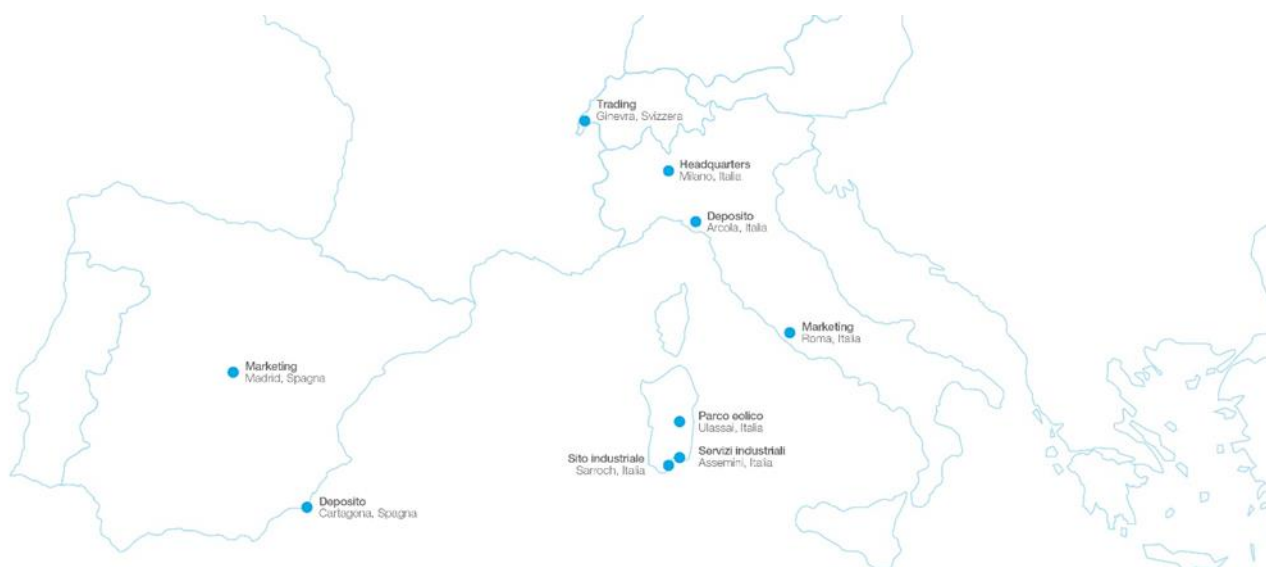 Trading
Ginevra, Svizzera
Headquarters
Milano, Italia
Deposito
Arcola, Italia
Marketing
Roma, Italia
Marketing
Madrid, Spagna
Parco eolico
Ulassai, Italia
Sito industriale
Sarroch, Italia
Servizi industriali
Assemini, Italia
Deposito
Cartagena, Spagna